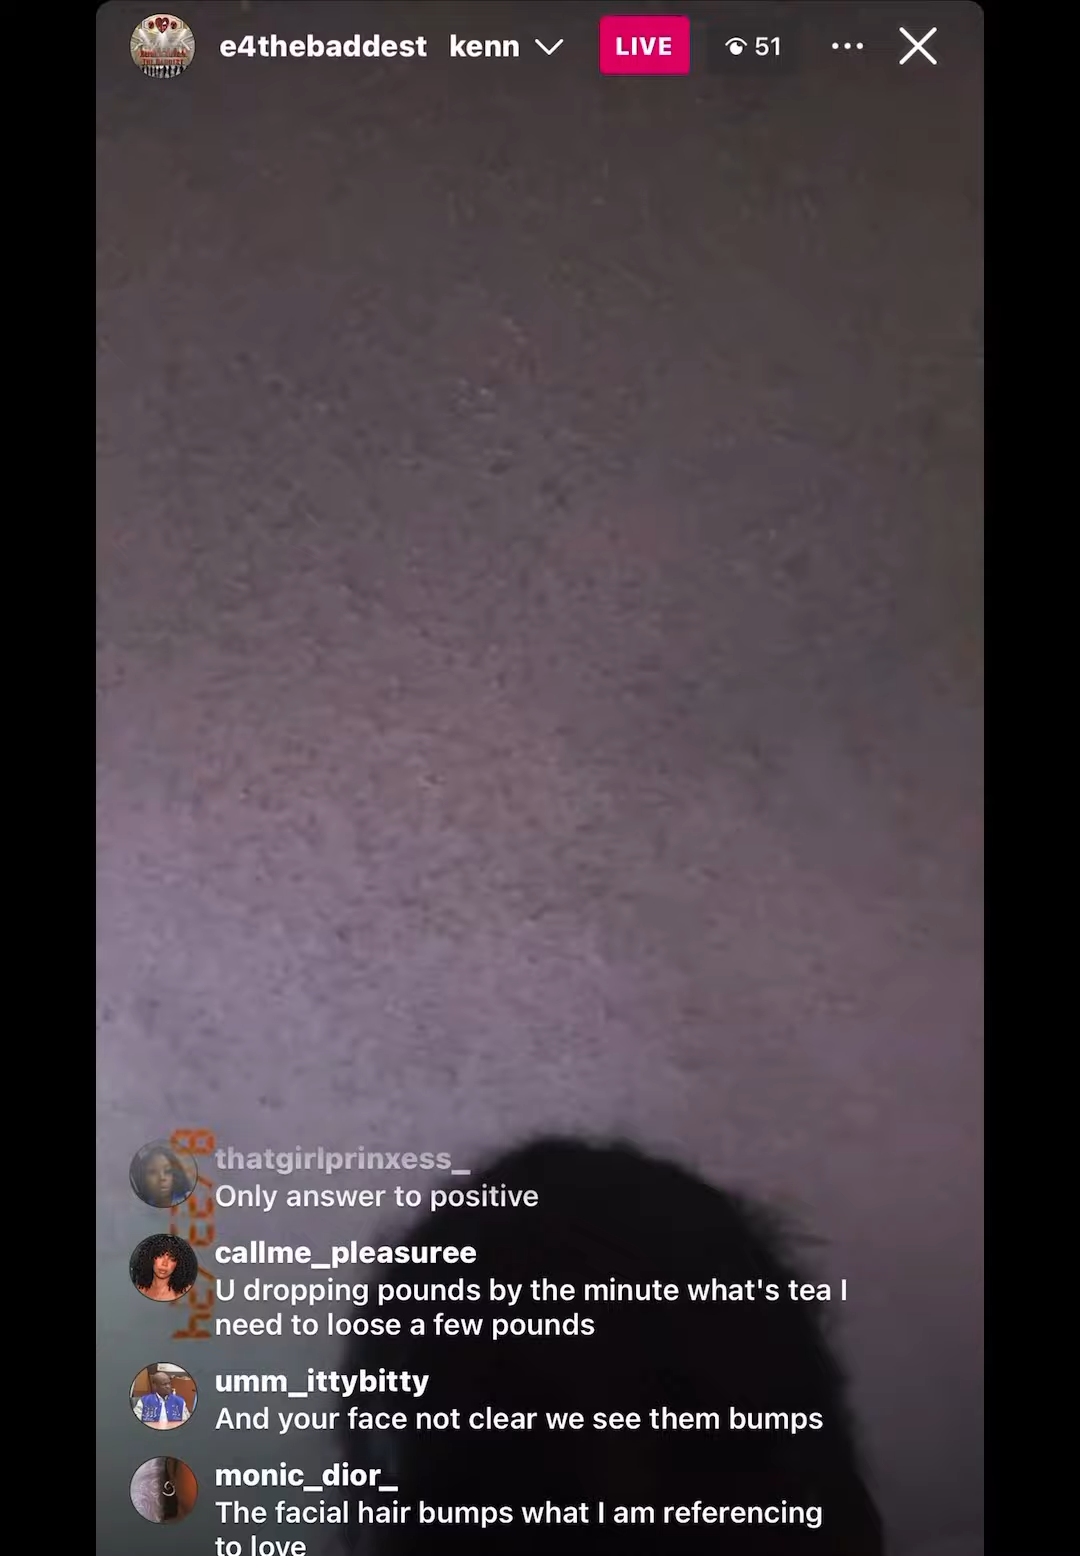 e4thebaddest kenn
LIVE
51
thatgirlprinxess_
Only answer to positive
callme_pleasuree
U dropping pounds by the minute what's tea I
need to loose a few pounds
umm_ittybitty
And your face not clear we see them bumps
monic_dior_
The facial hair bumps what I am referencing
to love